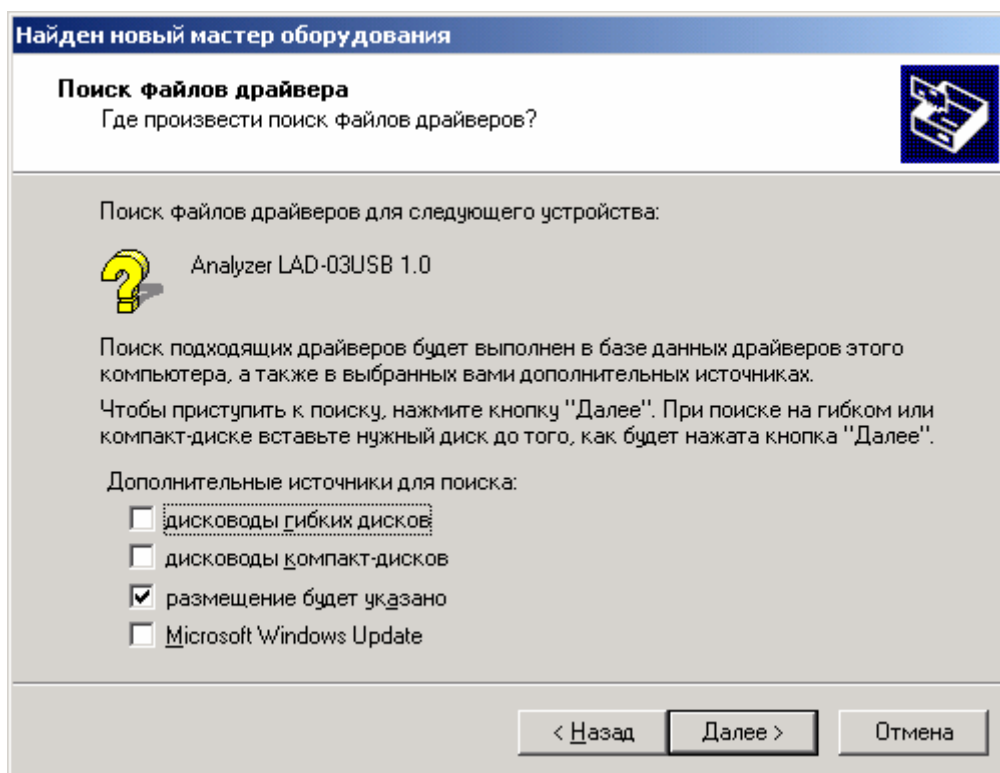 Найден новый мастер оборудования
Поиск файлов драйвера
Где произвести поиск файлов драйверов?
Поиск файлов драйверов для следующего устройства:
Analyzer LAD-03USB 1.0
Поиск подходящих драйверов будет выполнен в базе данных драйверов этого
компьютера, а также в выбранных вами дополнительных источниках.
Чтобы приступить к поиску, нажмите кнопку "Далее". При поиске на гибком или
компакт-диске вставьте нужный диск до того, как будет нажата кнопка "Далее".
Дополнительные источники для поиска:
дисководы гибких дисков
дисководы компакт-дисков
размещение будет указано
Microsoft Windows Update
< Назад Далее > Отмена